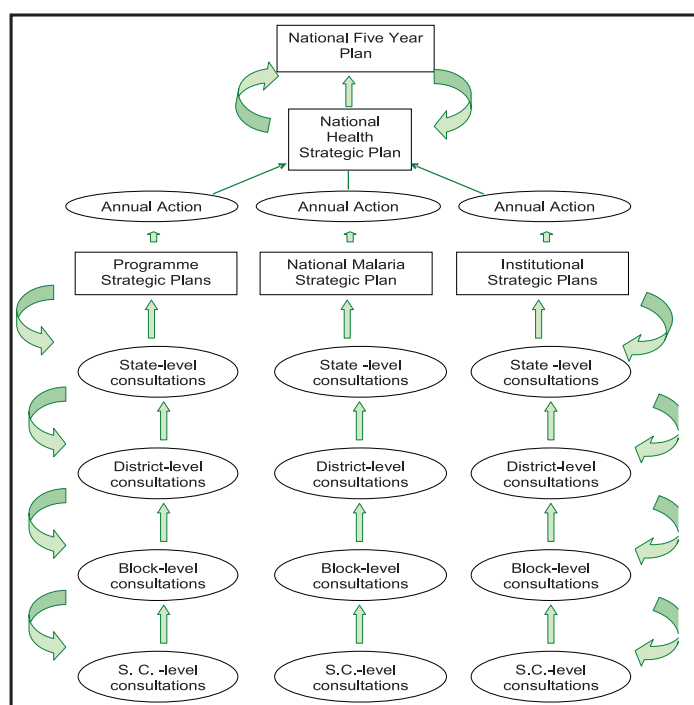 National Five Year
Plan
National
Health
Strategic Plan
Annual Action
Annual Action
Annual Action
Programme
Strategic Plans
National Malaria
Strategic Plan
Institutional
Strategic Plans
State-level
consultations
State -level
consultations
State -level
consultations
District-level
consultations
District-level
consultations
District-level
consultations
Block-level
consultations
Block-level
consultations
Block-level
consultations
S. C. -level
consultations
S.C.-level
consultations
S.C.-level
consultations